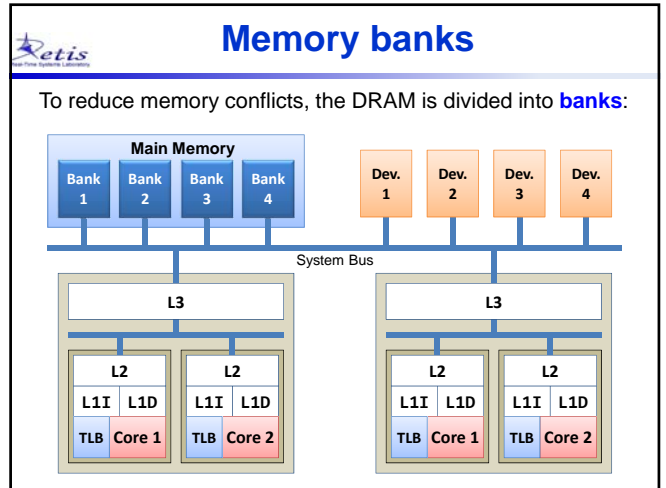 Memory banks
Retis
Real-Time Systems Laboratory
To reduce memory conflicts, the DRAM is divided into banks:
Main Memory
Bank 1
Bank 2
Bank 3
Bank 4
Dev. 1
Dev. 2
Dev. 3
Dev. 4
System Bus
L3
L3
L2
L2
L2
L2
L1I L1D
L1I L1D
L1I L1D
L1I L1D
TLB Core 1
TLB Core 2
TLB Core 1
TLB Core 2